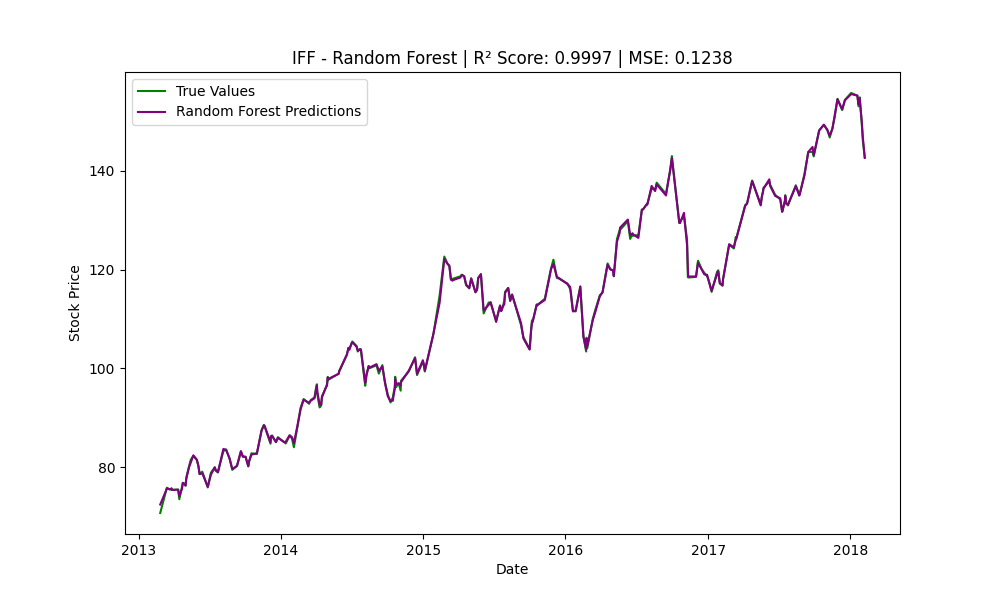 IFF - Random Forest | R² Score: 0.9997 | MSE: 0.1238
True Values
Random Forest Predictions
Stock Price
140
120
100
80
2013 2014 2015 2016 2017 2018
Date